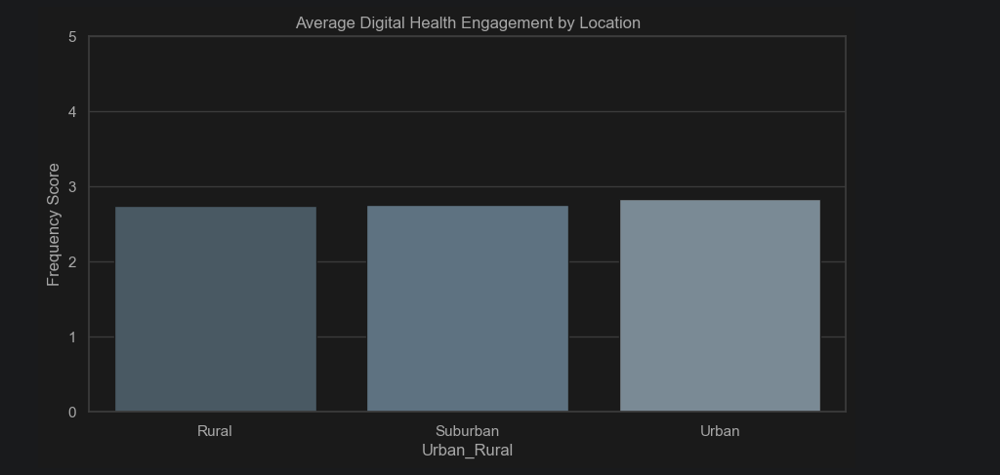 Average Digital Health Engagement by Location
5
4
3
2
1
0
Frequency Score
Rural Suburban Urban
Urban_Rural